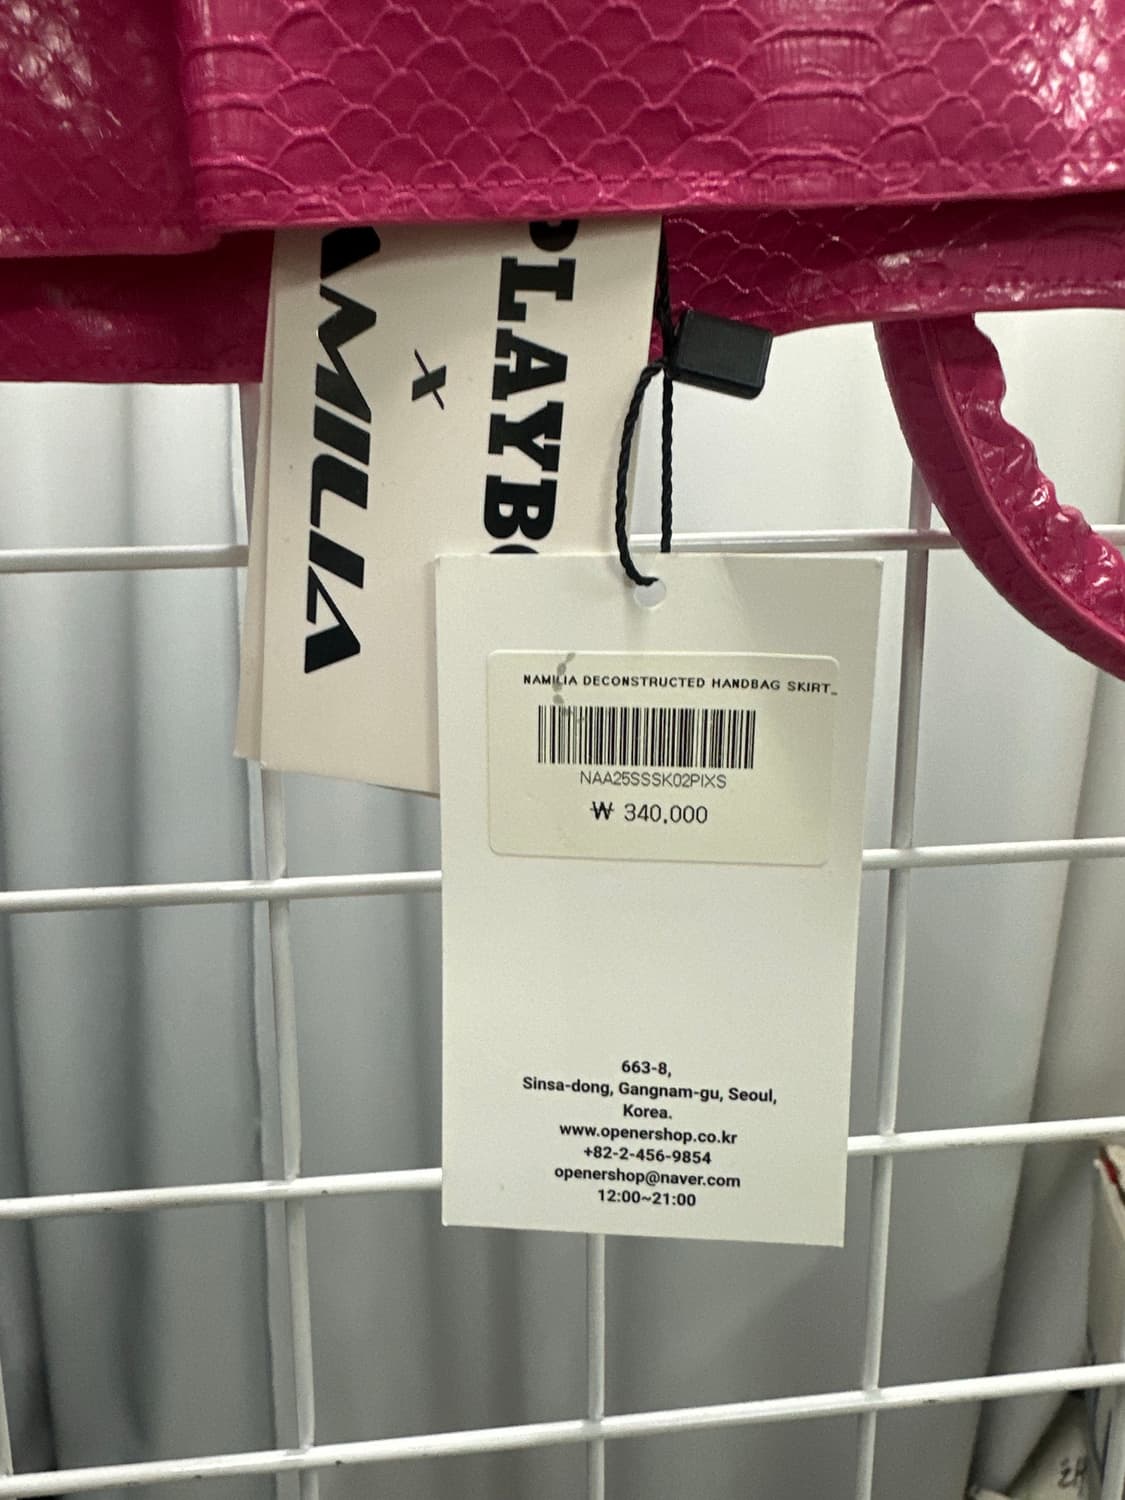 AMILIA
x
PLAYB
NAMILIA DECONSTRUCTED HANDBAG SKIRT_
NAA25SSSK02PIXS
₩ 340,000
663-8,
Sinsa-dong, Gangnam-gu, Seoul,
Korea.
www.openershop.co.kr
+82-2-456-9854
openershop@naver.com
12:00~21:00